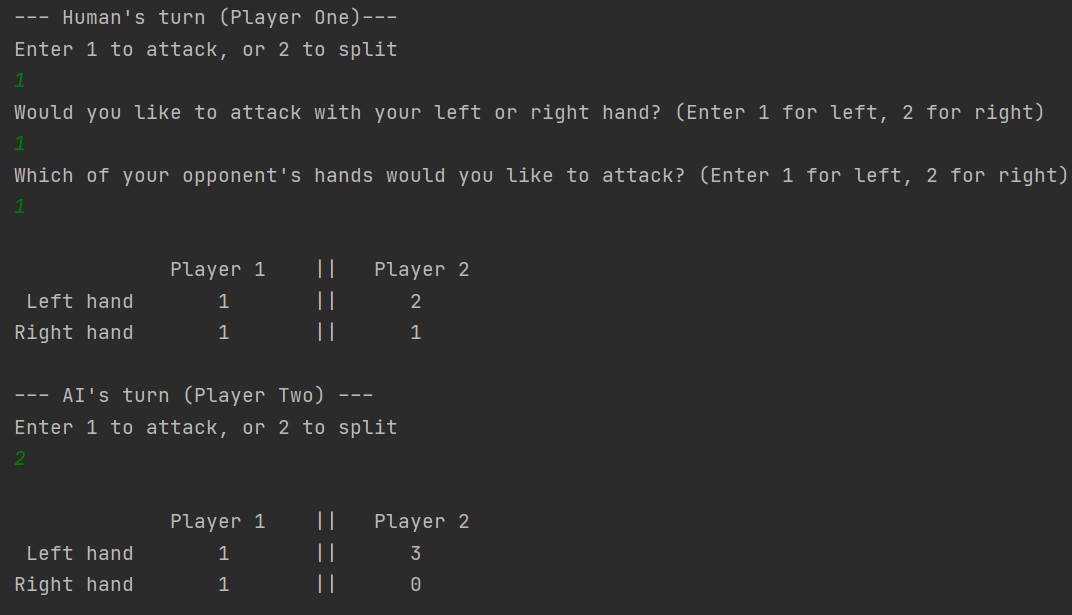 --- Human's turn (Player One)---
Enter 1 to attack, or 2 to split
1
Would you like to attack with your left or right hand? (Enter 1 for left, 2 for right)
1
Which of your opponent's hands would you like to attack? (Enter 1 for left, 2 for right)
1
Player 1 || Player 2
Left hand 1 || 2
Right hand 1 || 1
--- AI's turn (Player Two) ---
Enter 1 to attack, or 2 to split
2
Player 1 || Player 2
Left hand 1 || 3
Right hand 1 || 0